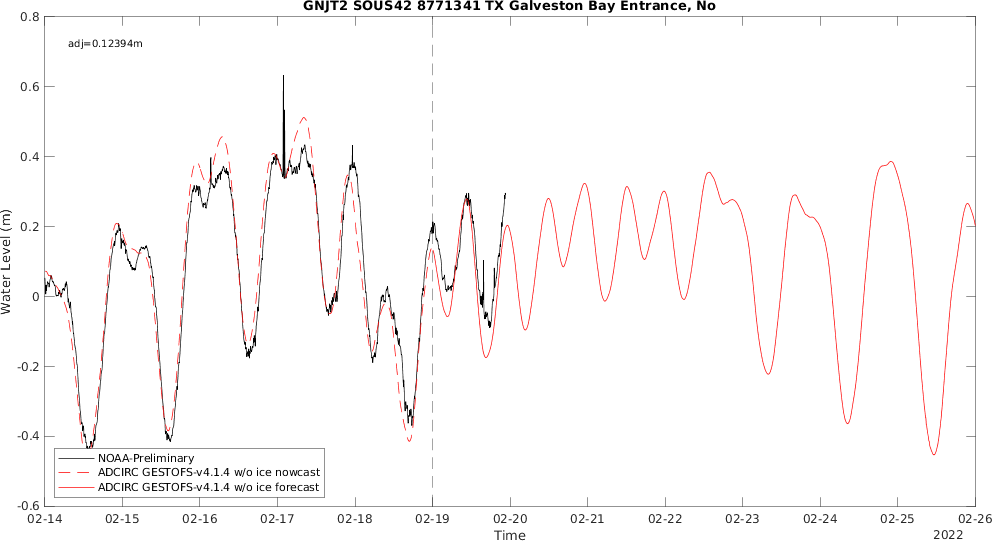 GNJT2 SOUS42 8771341 TX Galveston Bay Entrance, No
adj=0.12394m
0.8
0.6
0.4
0.2
0
-0.2
-0.4
-0.6
Water Level (m)
NOAA-Preliminary
ADCIRC GESTOFS-v4.1.4 w/o ice nowcast
ADCIRC GESTOFS-v4.1.4 w/o ice forecast
02-14 02-15 02-16 02-17 02-18 02-19 02-20 02-21 02-22 02-23 02-24 02-25 02-26
Time
2022